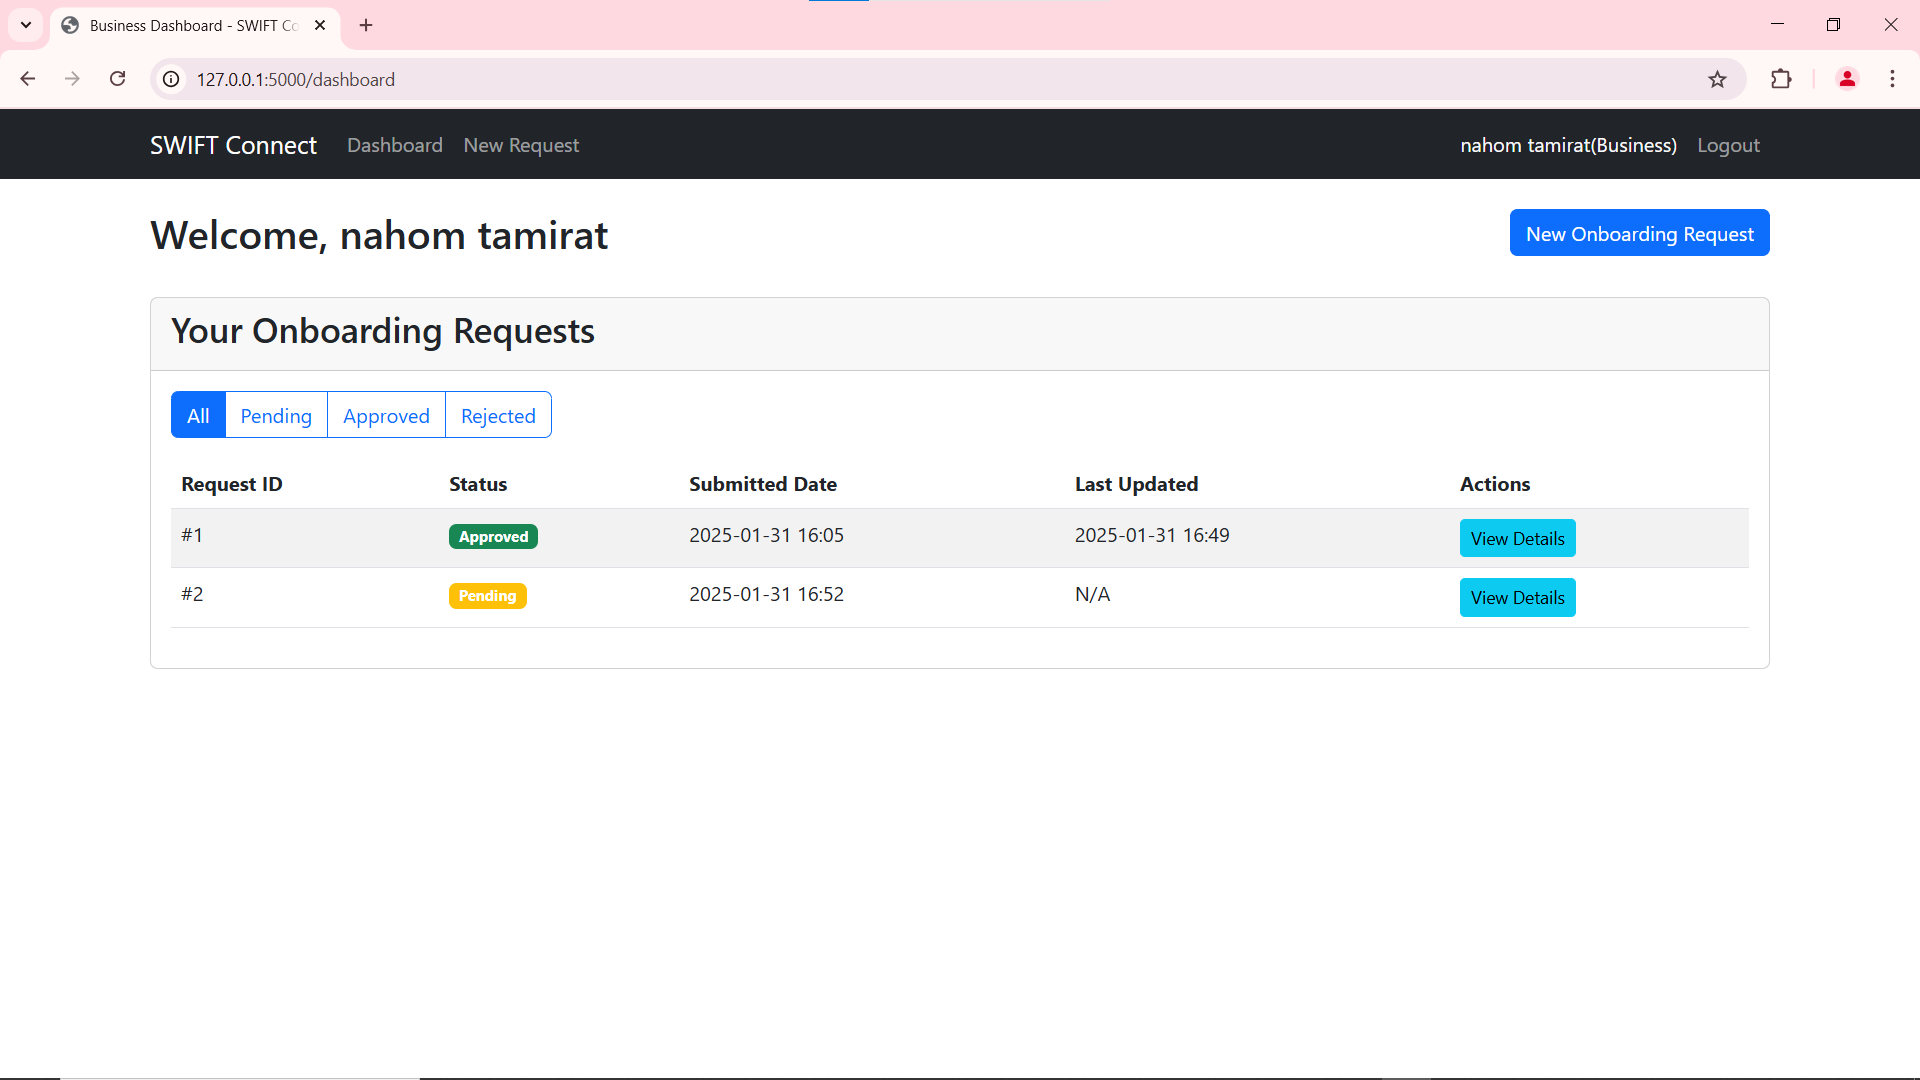 Business Dashboard - SWIFT Co
127.0.0.1:5000/dashboard
SWIFT Connect Dashboard New Request nahom tamirat(Business) Logout
Welcome, nahom tamirat New Onboarding Request
Your Onboarding Requests
All Pending Approved Rejected
Request ID Status Submitted Date Last Updated Actions
#1 Approved 2025-01-31 16:05 2025-01-31 16:49 View Details
#2 Pending 2025-01-31 16:52 N/A View Details